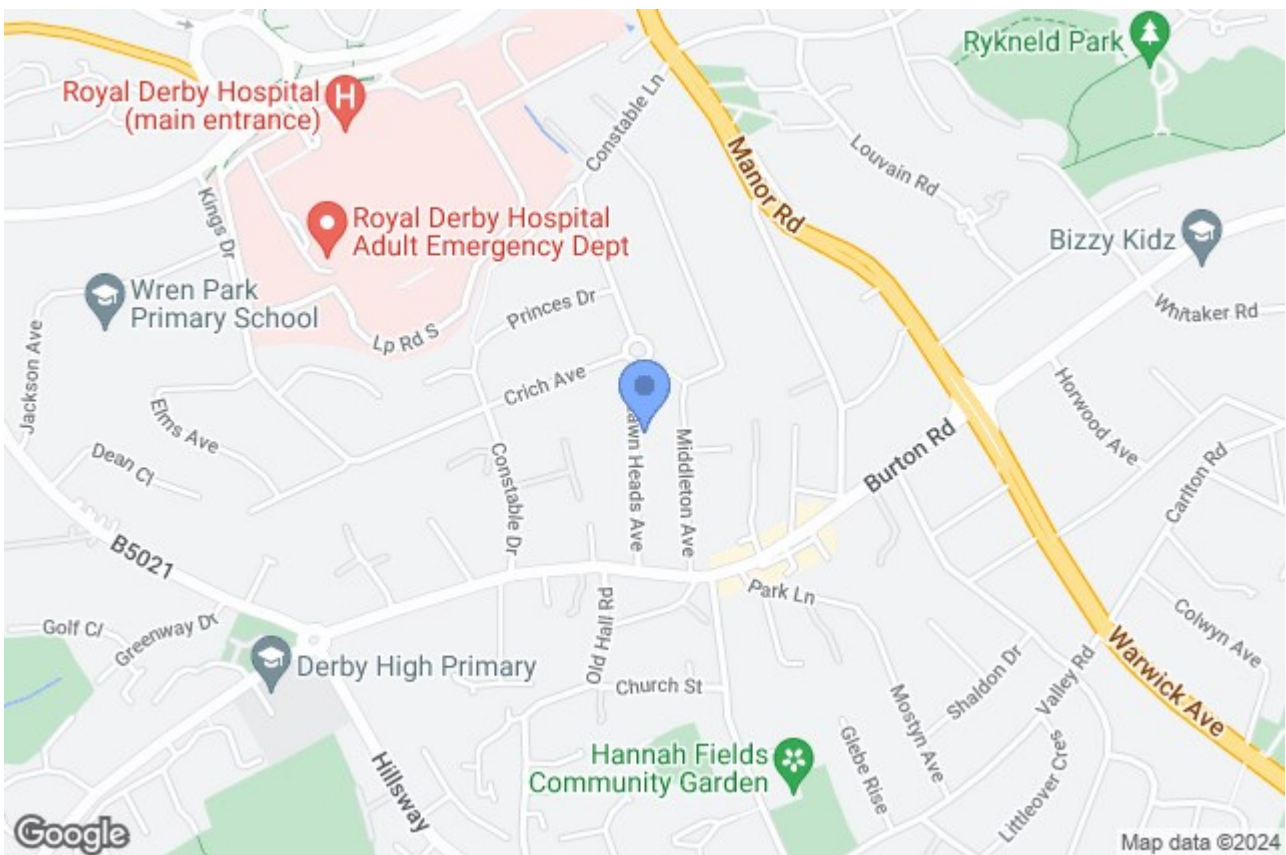 Rykneld Park
Royal Derby Hospital
(main entrance)
Constable Ln
Manor Rd
Louvain Rd
Kings Dr
Royal Derby Hospital
Adult Emergency Dept
Bizzy Kidz
Wren Park
Primary School
Princes Dr
Lp Rd S
Whitaker Rd
Jackson Ave
Crich Ave
Elms Ave
Horwood Ave
Dean Cl
Constable Dr
awn Heads Ave
Middleton Ave
Burton Rd
Carlton Rd
B5021
Park Ln
Colwyn Ave
Golf Cl
Greenway Dr
Old Hall Rd
Derby High Primary
Church St
Shaldon Dr
Valley Rd
Warwick Ave
Mostyn Ave
Hillsway
Hannah Fields
Community Garden
Glebe Rise
Littleover Cres
Google
Map data ©2024